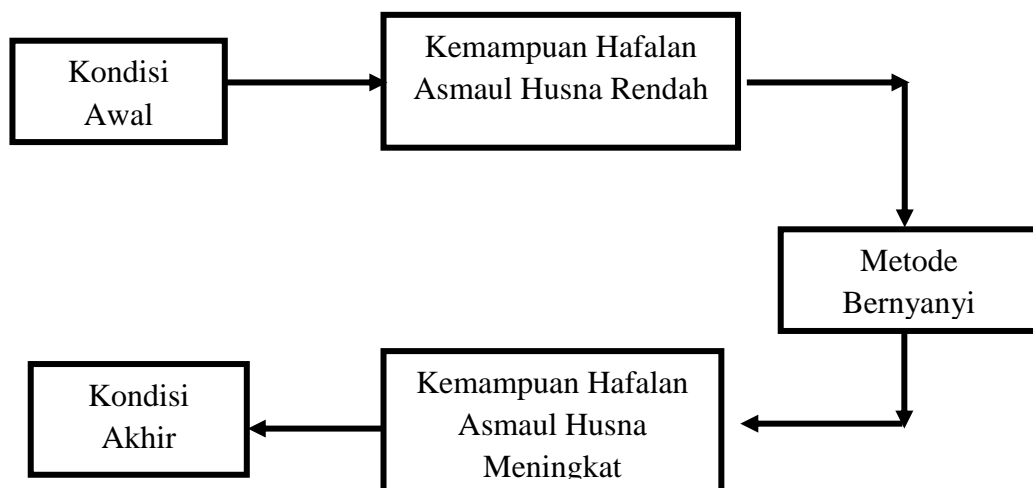 Kondisi
Awal
Kemampuan Hafalan
Asmaul Husna Rendah
Metode
Bernyanyi
Kemampuan Hafalan
Asmaul Husna
Meningkat
Kondisi
Akhir